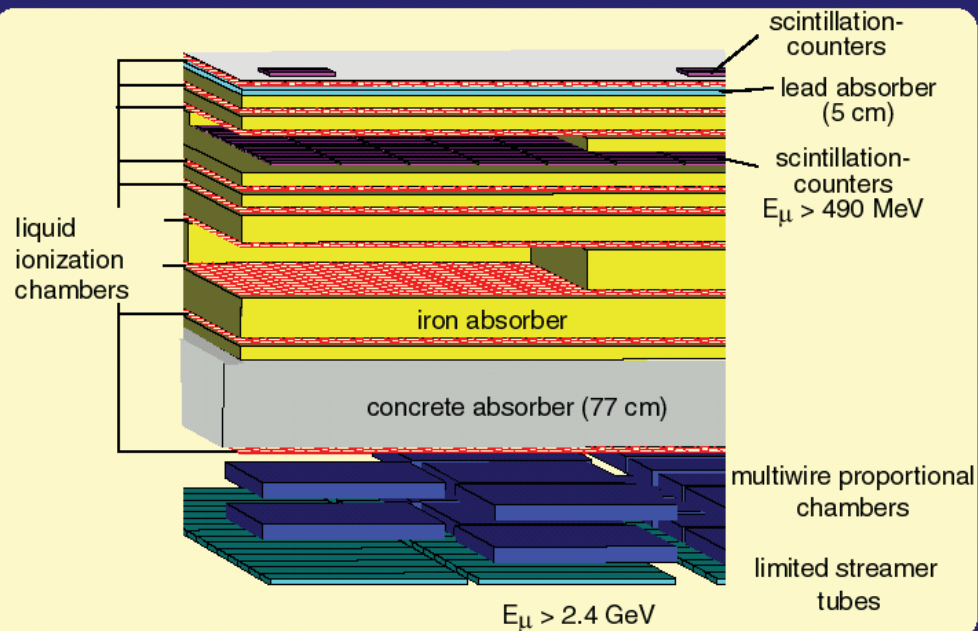 scintillation-
counters
lead absorber
(5 cm)
scintillation-
counters
Eμ > 490 MeV
liquid
ionization
chambers
iron absorber
concrete absorber (77 cm)
multiwire proportional
chambers
limited streamer
tubes
Eμ > 2.4 GeV